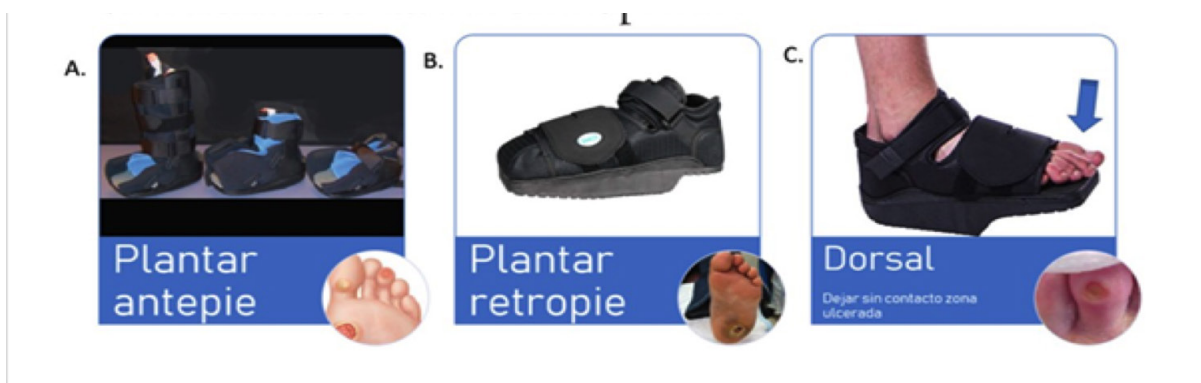 A.
Plantar
antepie
B.
Plantar
retropie
C.
Dorsal
Dejar sin contacto zona
ulcerada